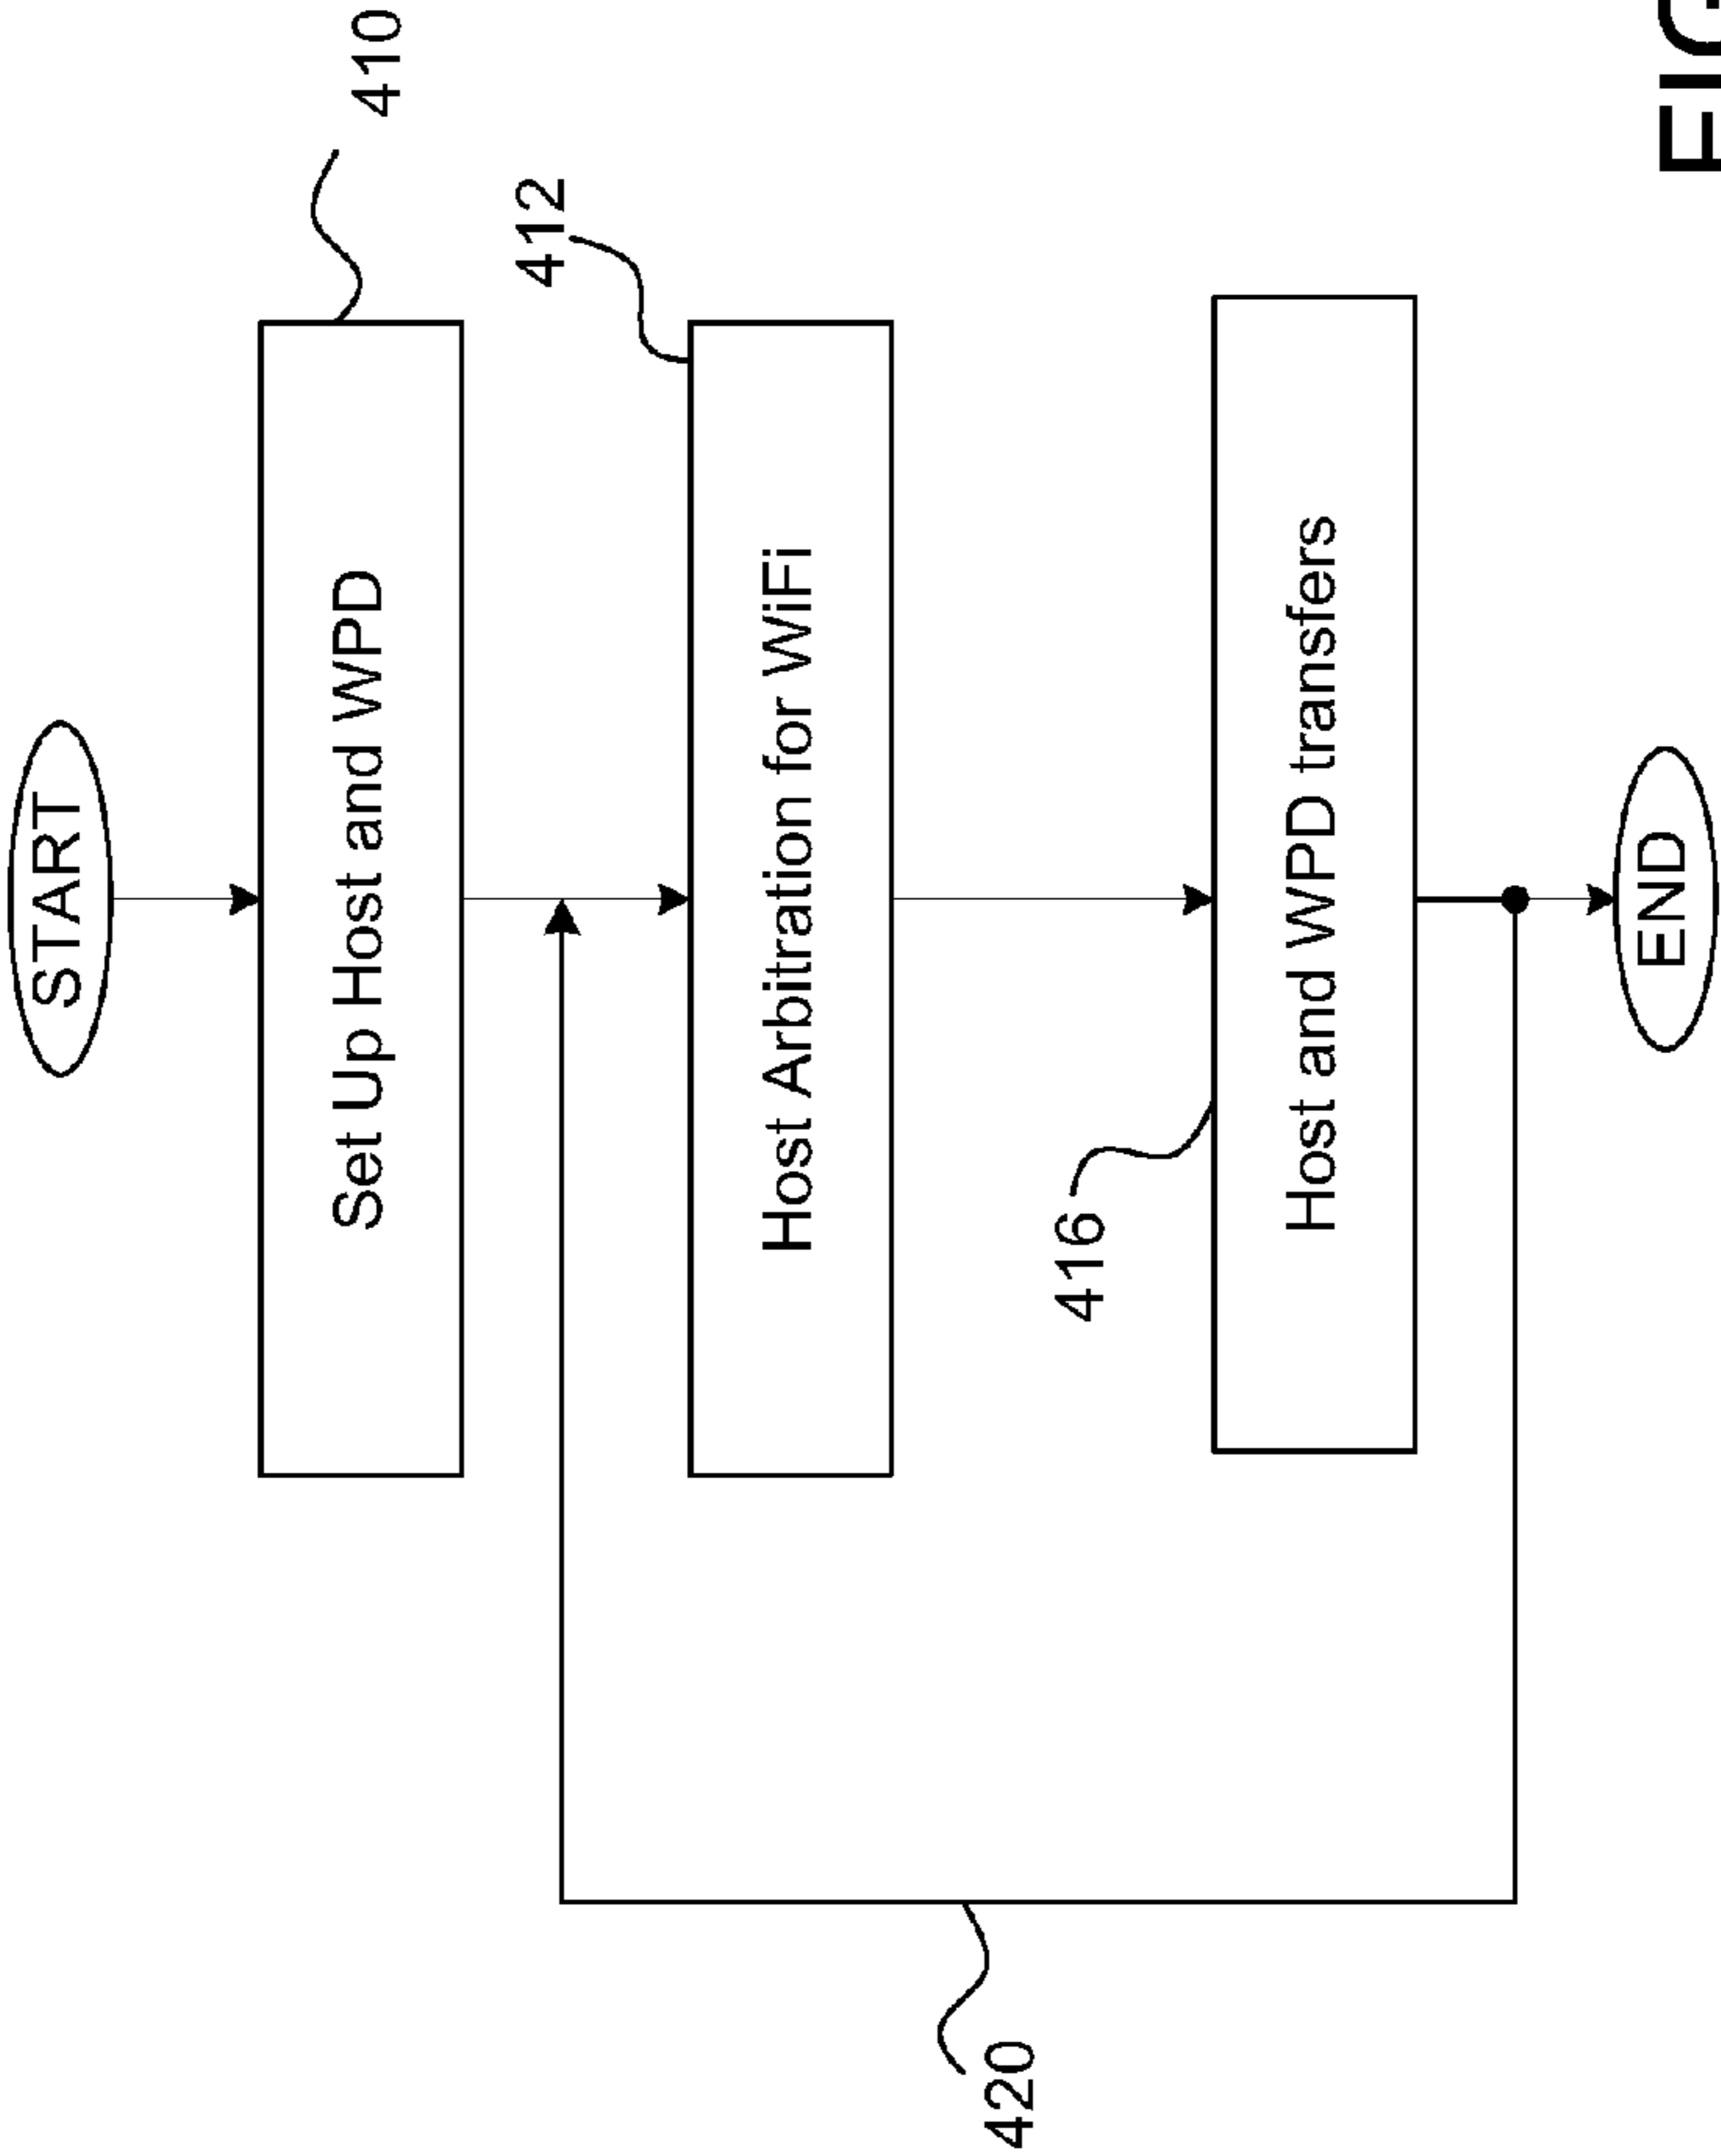 START
410
Set Up Host and WPD
412
Host Arbitration for WiFi
416
Host and WPD transfers
420
END